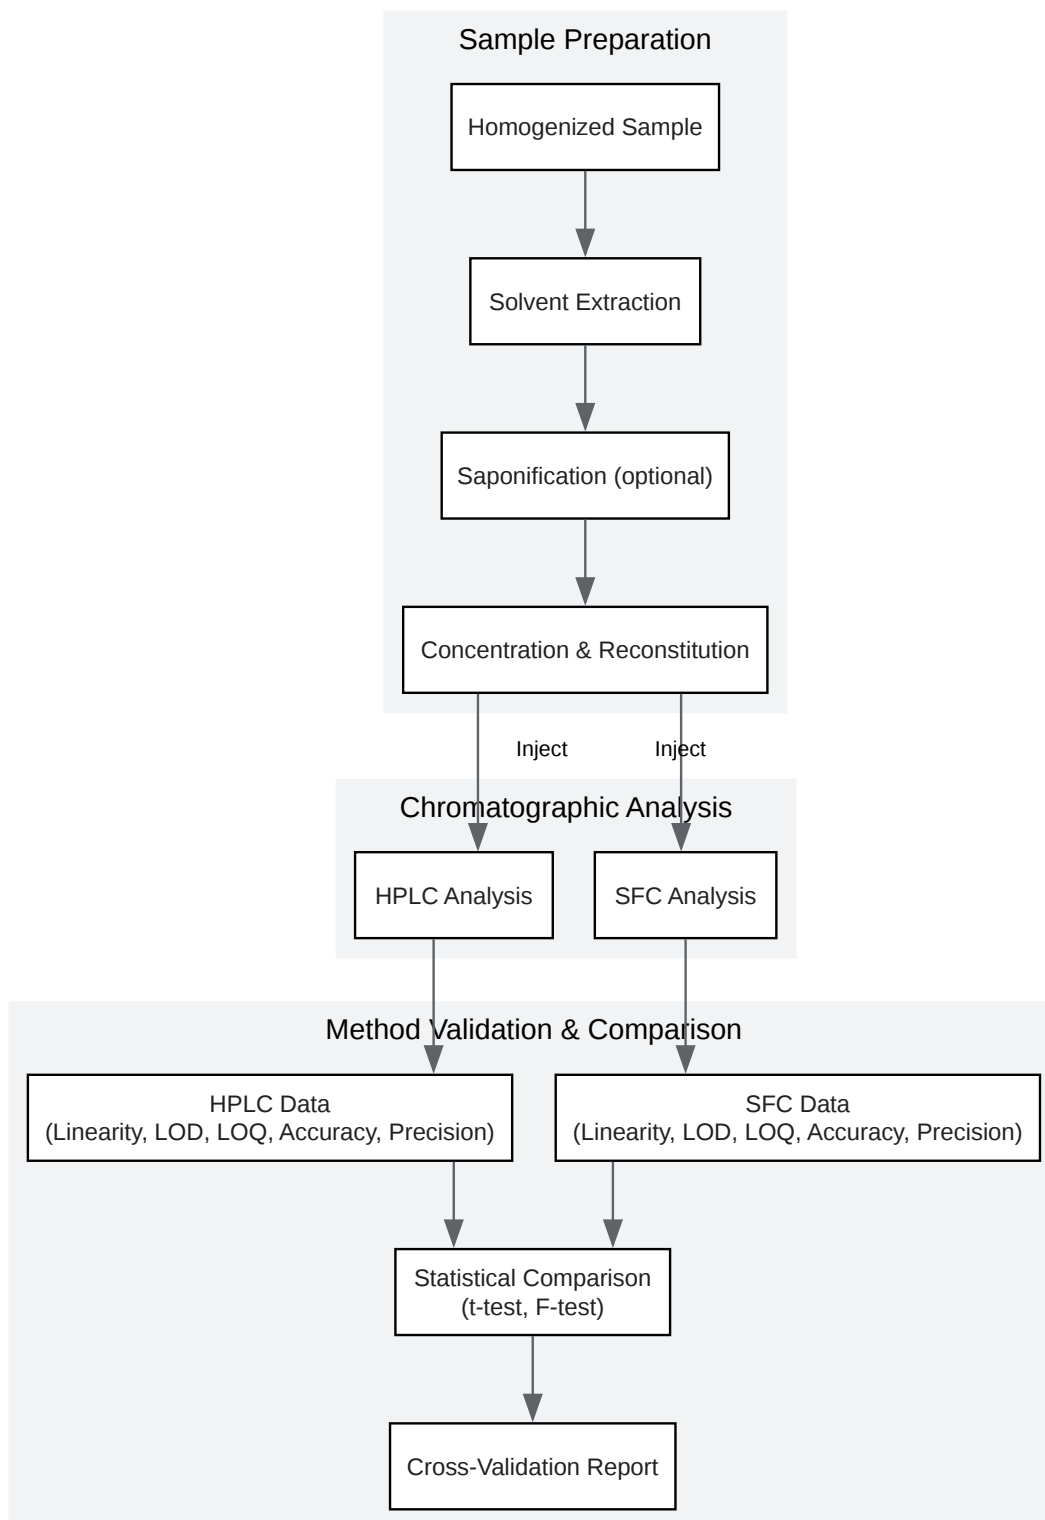 Sample Preparation
Homogenized Sample
Solvent Extraction
Saponification (optional)
Concentration & Reconstitution
Inject
Inject
Chromatographic Analysis
HPLC Analysis
SFC Analysis
Method Validation & Comparison
HPLC Data
(Linearity, LOD, LOQ, Accuracy, Precision)
SFC Data
(Linearity, LOD, LOQ, Accuracy, Precision)
Statistical Comparison
(t-test, F-test)
Cross-Validation Report